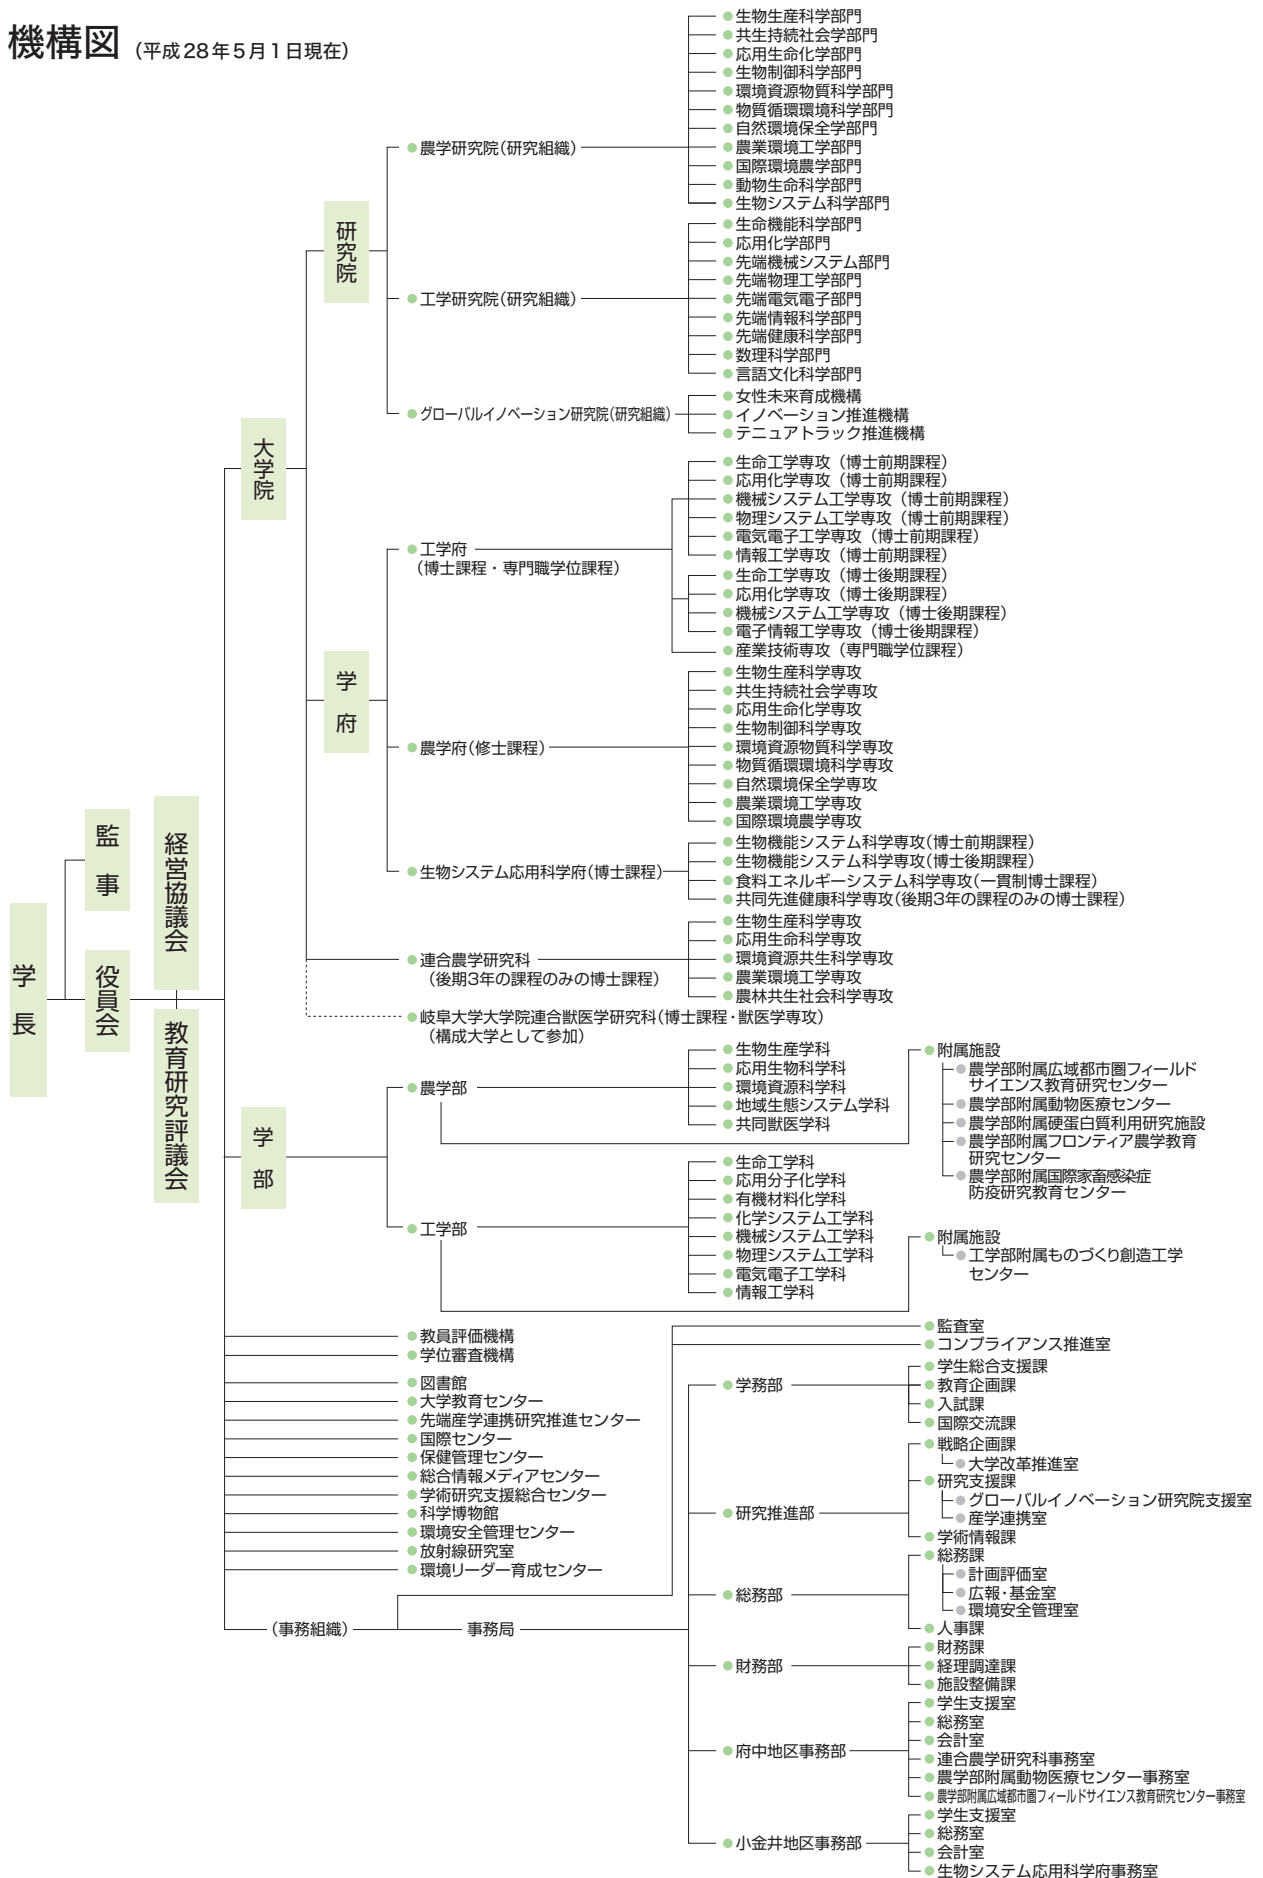 機構図 (平成28年5月1日現在)
学長
監事
役員会
経営協議会
教育研究評議会
大学院
研究院
●農学研究院(研究組織)
●生物生産科学部門
●共生持続社会学部門
●応用生命化学部門
●生物制御科学部門
●環境資源物質科学部門
●物質循環環境科学部門
●自然環境保全学部門
●農業環境工学部門
●国際環境農学部門
●動物生命科学部門
●生物システム科学部門
●工学研究院(研究組織)
●生命機能科学部門
●応用化学部門
●先端機械システム部門
●先端物理工学部門
●先端電気電子部門
●先端情報科学部門
●先端健康科学部門
●数理科学部門
●言語文化科学部門
●グローバルイノベーション研究院(研究組織)
●女性未来育成機構
●イノベーション推進機構
●テニュアトラック推進機構
学府
●工学府
(博士課程・専門職学位課程)
●生命工学専攻(博士前期課程)
●応用化学専攻(博士前期課程)
●機械システム工学専攻(博士前期課程)
●物理システム工学専攻(博士前期課程)
●電気電子工学専攻(博士前期課程)
●情報工学専攻(博士前期課程)
●生命工学専攻(博士後期課程)
●応用化学専攻(博士後期課程)
●機械システム工学専攻(博士後期課程)
●電子情報工学専攻(博士後期課程)
●産業技術専攻(専門職学位課程)
●農学府(修士課程)
●生物生産科学専攻
●共生持続社会学専攻
●応用生命化学専攻
●生物制御科学専攻
●環境資源物質科学専攻
●物質循環環境科学専攻
●自然環境保全学専攻
●農業環境工学専攻
●国際環境農学専攻
●生物システム応用科学府(博士課程)
●生物機能システム科学専攻(博士前期課程)
●生物機能システム科学専攻(博士後期課程)
●食料エネルギーシステム科学専攻(一貫制博士課程)
●共同先進健康科学専攻(後期3年の課程のみの博士課程)
●連合農学研究科
(後期3年の課程のみの博士課程)
●生物生産科学専攻
●応用生命科学専攻
●環境資源共生科学専攻
●農業環境工学専攻
●農林共生社会科学専攻
●岐阜大学大学院連合獣医学研究科(博士課程・獣医学専攻)
(構成大学として参加)
学部
●農学部
●生物生産学科
●応用生物科学科
●環境資源科学科
●地域生態システム学科
●共同獣医学科
●附属施設
●農学部附属広域都市圏フィールド
サイエンス教育研究センター
●農学部附属動物医療センター
●農学部附属硬蛋白質利用研究施設
●農学部附属フロンティア農学教育
研究センター
●農学部附属国際家畜感染症
防疫研究教育センター
●工学部
●生命工学科
●応用分子化学科
●有機材料化学科
●化学システム工学科
●機械システム工学科
●物理システム工学科
●電気電子工学科
●情報工学科
●附属施設
●工学部附属ものづくり創造工学
センター
●教員評価機構
●学位審査機構
●図書館
●大学教育センター
●先端産学連携研究推進センター
●国際センター
●保健管理センター
●総合情報メディアセンター
●学術研究支援総合センター
●科学博物館
●環境安全管理センター
●放射線研究室
●環境リーダー育成センター
(事務組織)
事務局
●監査室
●コンプライアンス推進室
●学務部
●学生総合支援課
●教育企画課
●入試課
●国際交流課
●研究推進部
●戦略企画課
●大学改革推進室
●研究支援課
●グローバルイノベーション研究院支援室
●産学連携室
●学術情報課
●総務部
●総務課
●計画評価室
●広報・基金室
●環境安全管理室
●人事課
●財務部
●財務課
●経理調達課
●施設整備課
●府中地区事務部
●学生支援室
●総務室
●会計室
●連合農学研究科事務室
●農学部附属動物医療センター事務室
●農学部附属広域都市圏フィールドサイエンス教育研究センター事務室
●小金井地区事務部
●学生支援室
●総務室
●会計室
●生物システム応用科学府事務室